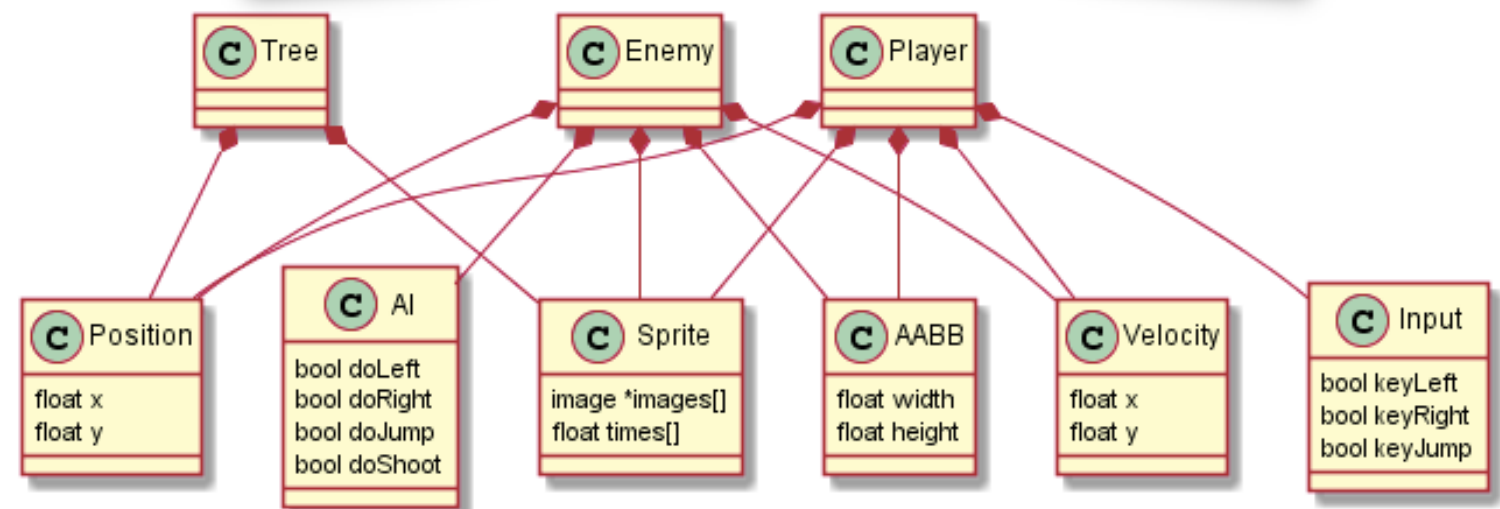 C Tree
C Enemy
C Player
C Position
float x
float y
C AI
bool doLeft
bool doRight
bool doJump
bool doShoot
C Sprite
image *images[]
float times[]
C AABB
float width
float height
C Velocity
float x
float y
C Input
bool keyLeft
bool keyRight
bool keyJump